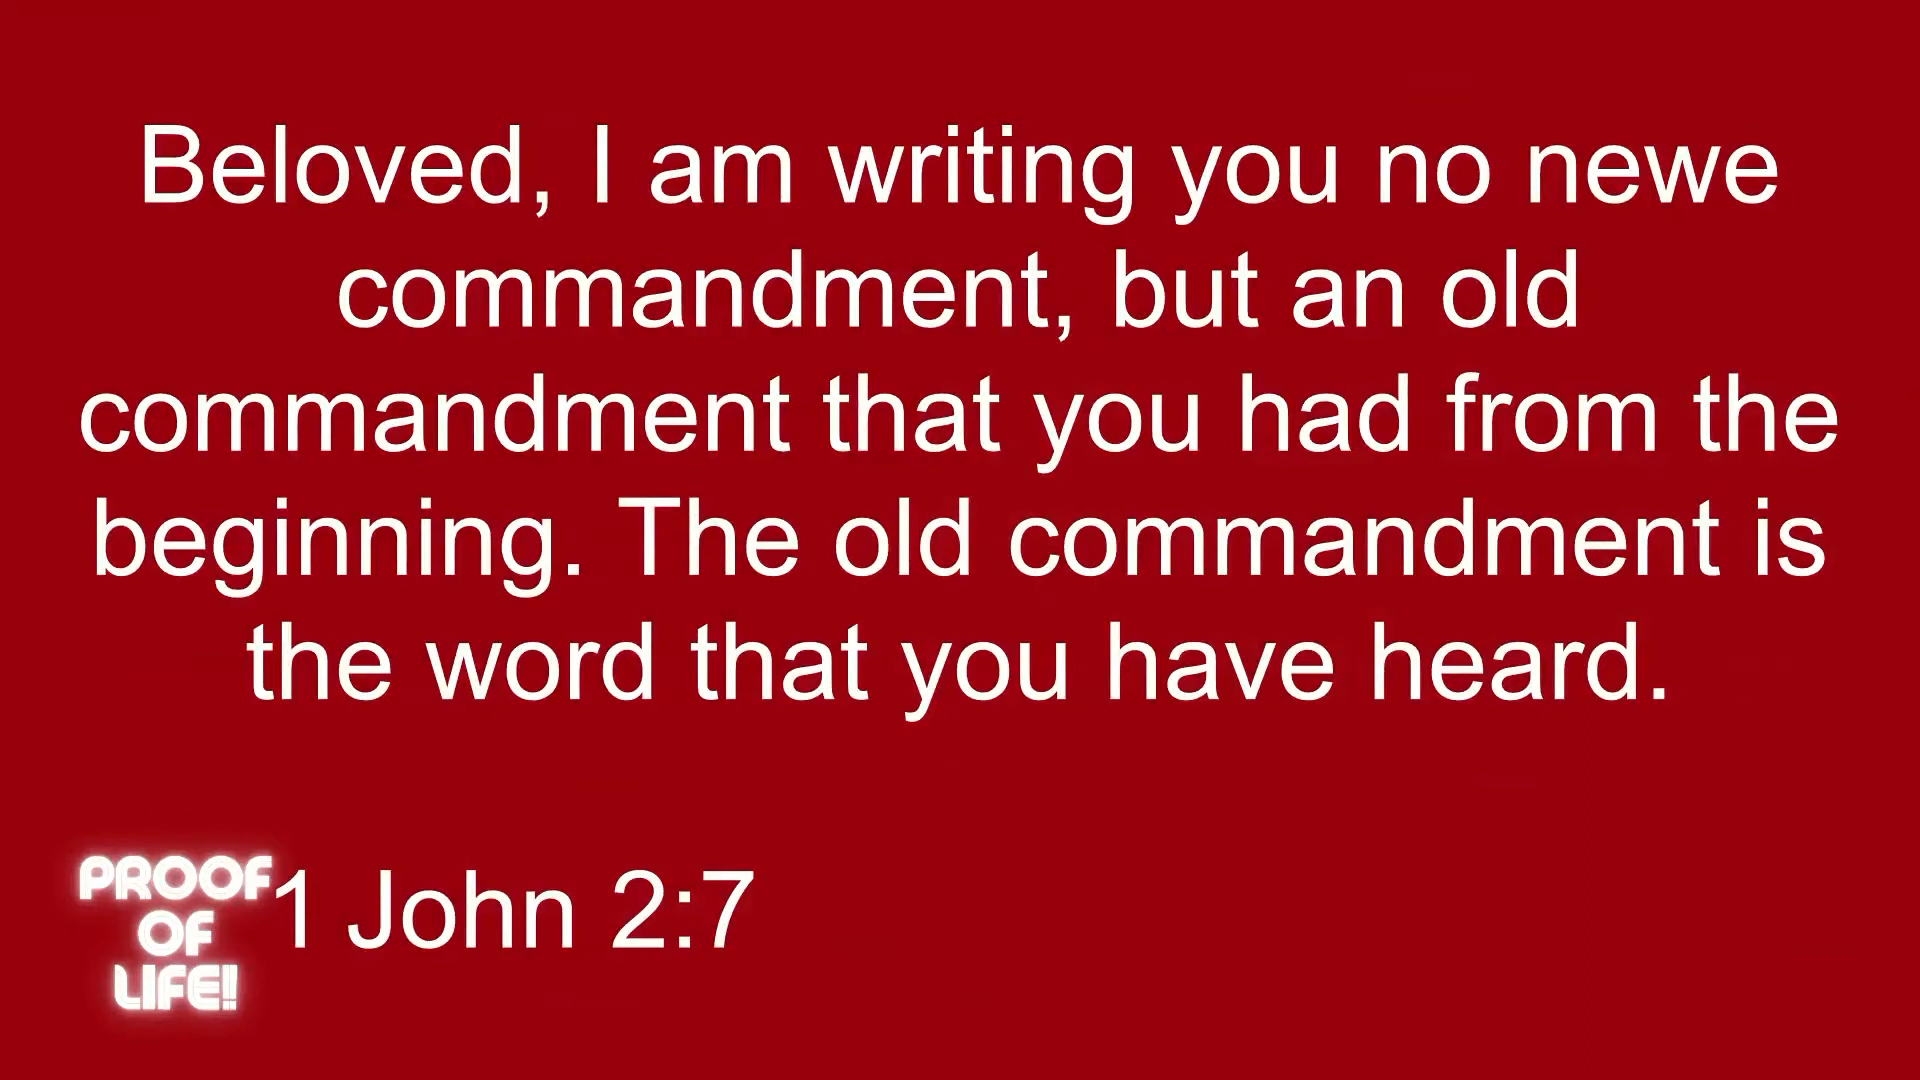 Beloved, I am writing you no newe
commandment, but an old
commandment that you had from the
beginning. The old commandment is
the word that you have heard.
1 John 2:7
PROOF
OF
LIFE!